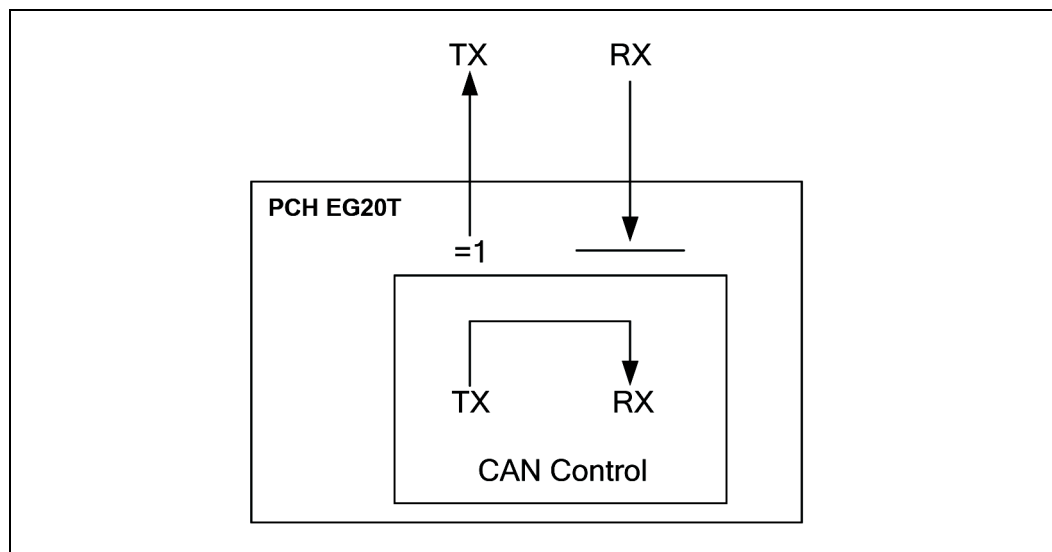 TX RX
PCH EG20T
=1
TX RX
CAN Control